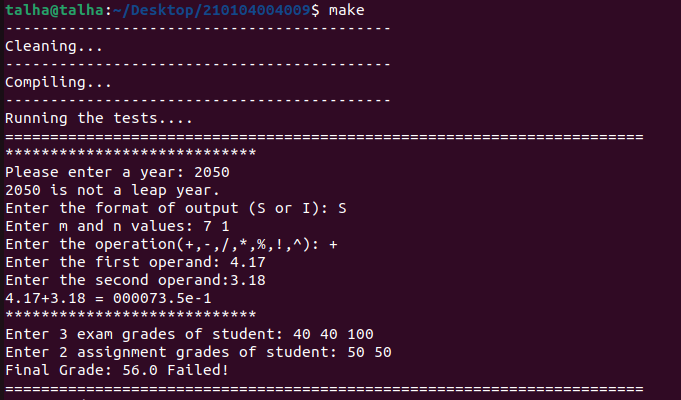 talha@talha:~/Desktop/210104004009$ make
-------------------------------------------
Cleaning...
-------------------------------------------
Compiling...
-------------------------------------------
Running the tests....
=======================================================================
****************************
Please enter a year: 2050
2050 is not a leap year.
Enter the format of output (S or I): S
Enter m and n values: 7 1
Enter the operation(+,-,/,*,%,!,^): +
Enter the first operand: 4.17
Enter the second operand:3.18
4.17+3.18 = 000073.5e-1
****************************
Enter 3 exam grades of student: 40 40 100
Enter 2 assignment grades of student: 50 50
Final Grade: 56.0 Failed!
=======================================================================